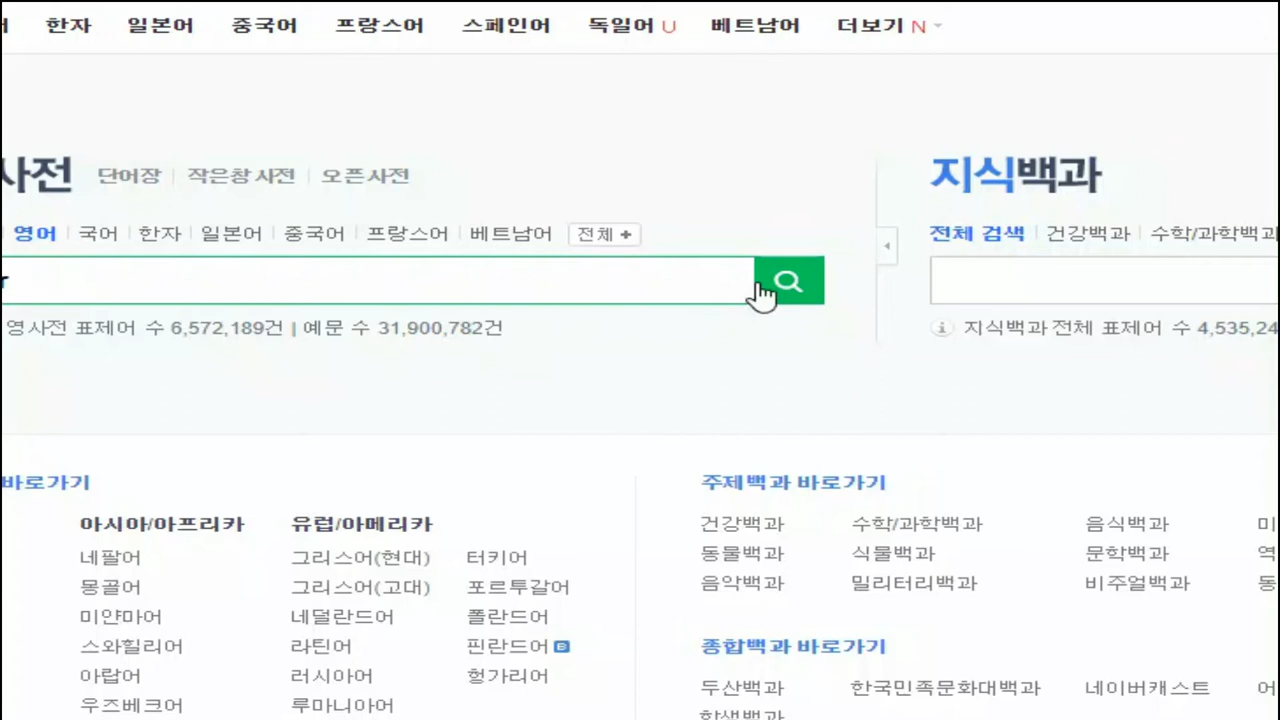 한자 일본어 중국어 프랑스어 스페인어 독일어 U 베트남어 더보기 N
사전 단어장 작은창 사전 오픈사전
지식백과
영어 국어 한자 일본어 중국어 프랑스어 베트남어 전체 +
전체 검색 건강백과 수학/과학백과
r
영사전 표제어 수 6,572,189건 | 예문 수 31,900,782건
지식백과 전체 표제어 수 4,535,24
바로가기
주제백과 바로가기
아시아/아프리카 유럽/아메리카
건강백과 수학/과학백과 음식백과 미
네팔어 그리스어(현대) 터키어
동물백과 식물백과 문학백과 역
몽골어 그리스어(고대) 포르투갈어
음악백과 밀리터리백과 비주얼백과 동
미얀마어 네덜란드어 폴란드어
스와힐리어 라틴어 핀란드어
종합백과 바로가기
아랍어 러시아어 헝가리어
두산백과 한국민족문화대백과 네이버캐스트 어
우즈베크어 루마니아어
학생백과